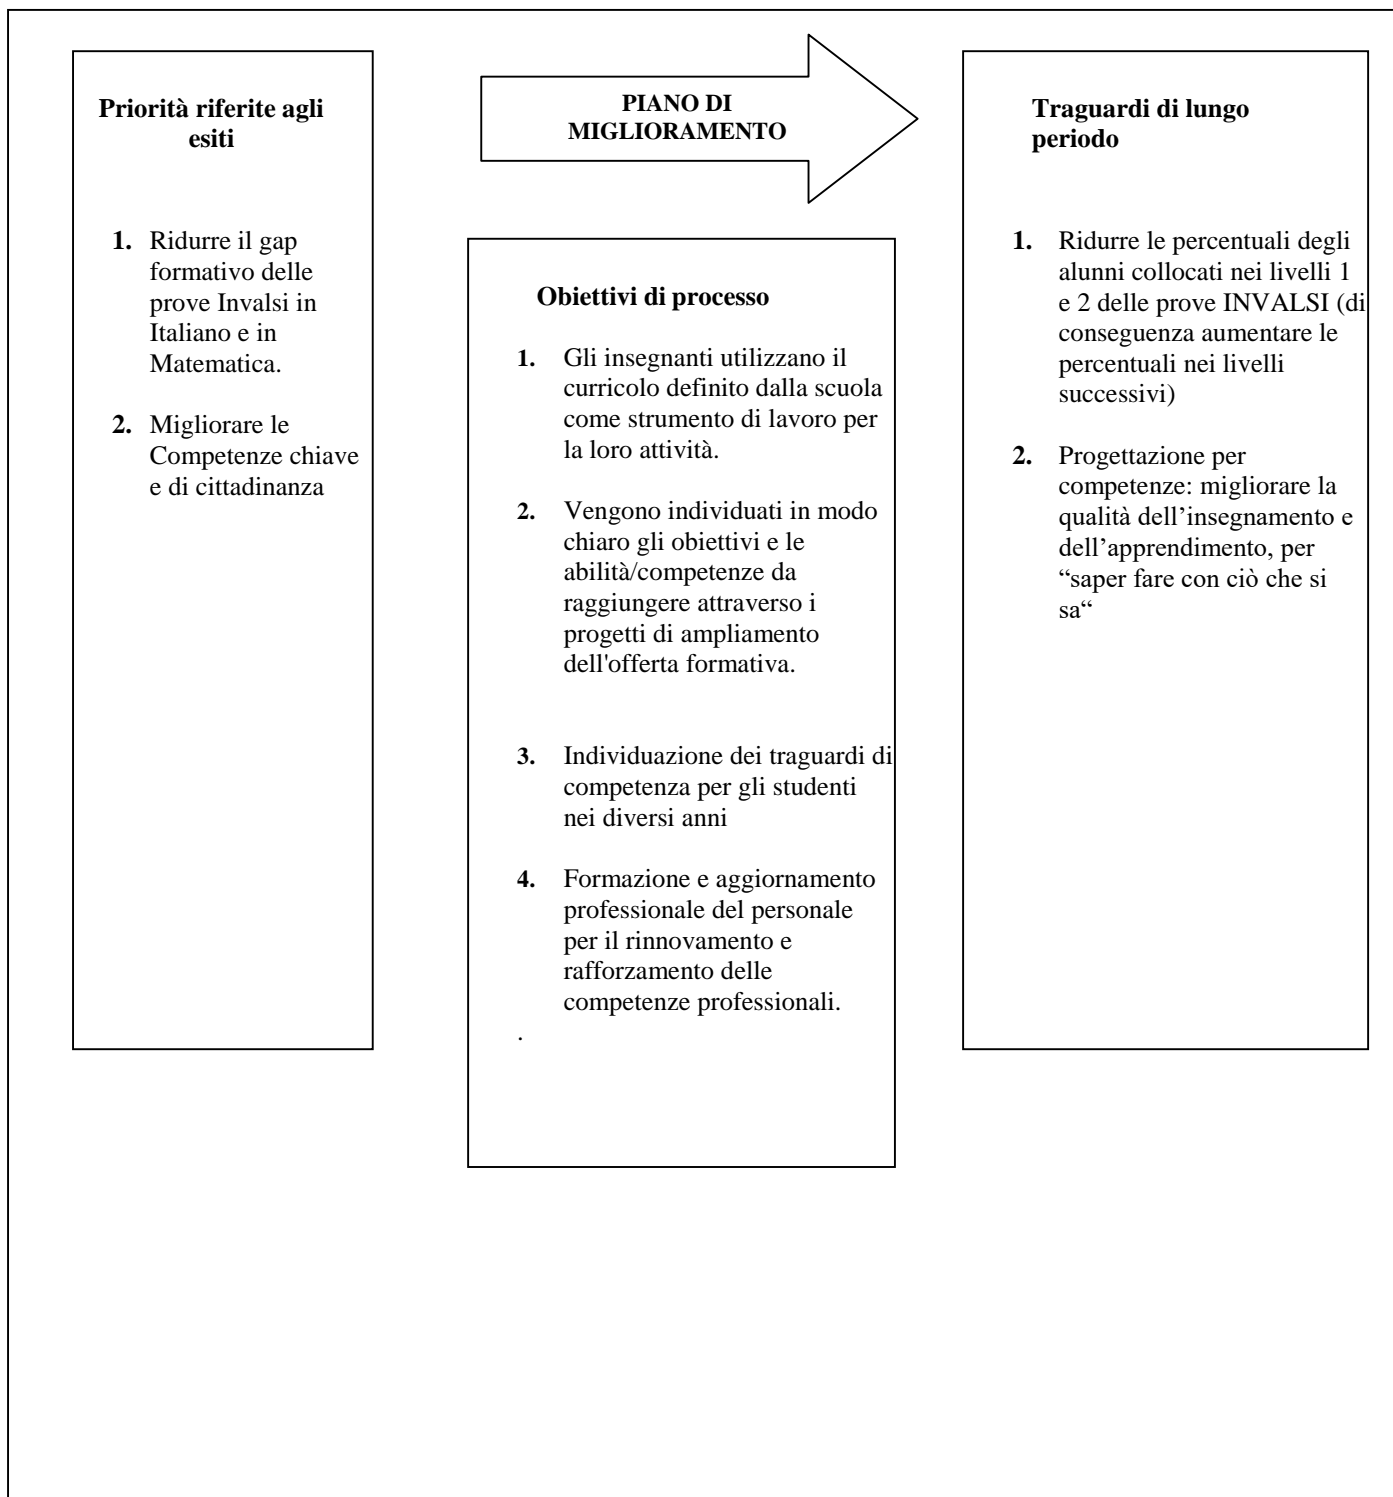 Priorità riferite agli
esiti
1. Ridurre il gap
formativo delle
prove Invalsi in
Italiano e in
Matematica.
2. Migliorare le
Competenze chiave
e di cittadinanza
PIANO DI
MIGLIORAMENTO
Obiettivi di processo
1. Gli insegnanti utilizzano il
curricolo definito dalla scuola
come strumento di lavoro per
la loro attività.
2. Vengono individuati in modo
chiaro gli obiettivi e le
abilità/competenze da
raggiungere attraverso i
progetti di ampliamento
dell'offerta formativa.
3. Individuazione dei traguardi di
competenza per gli studenti
nei diversi anni
4. Formazione e aggiornamento
professionale del personale
per il rinnovamento e
rafforzamento delle
competenze professionali.
.
Traguardi di lungo
periodo
1. Ridurre le percentuali degli
alunni collocati nei livelli 1
e 2 delle prove INVALSI (di
conseguenza aumentare le
percentuali nei livelli
successivi)
2. Progettazione per
competenze: migliorare la
qualità dell’insegnamento e
dell’apprendimento, per
“saper fare con ciò che si
sa“